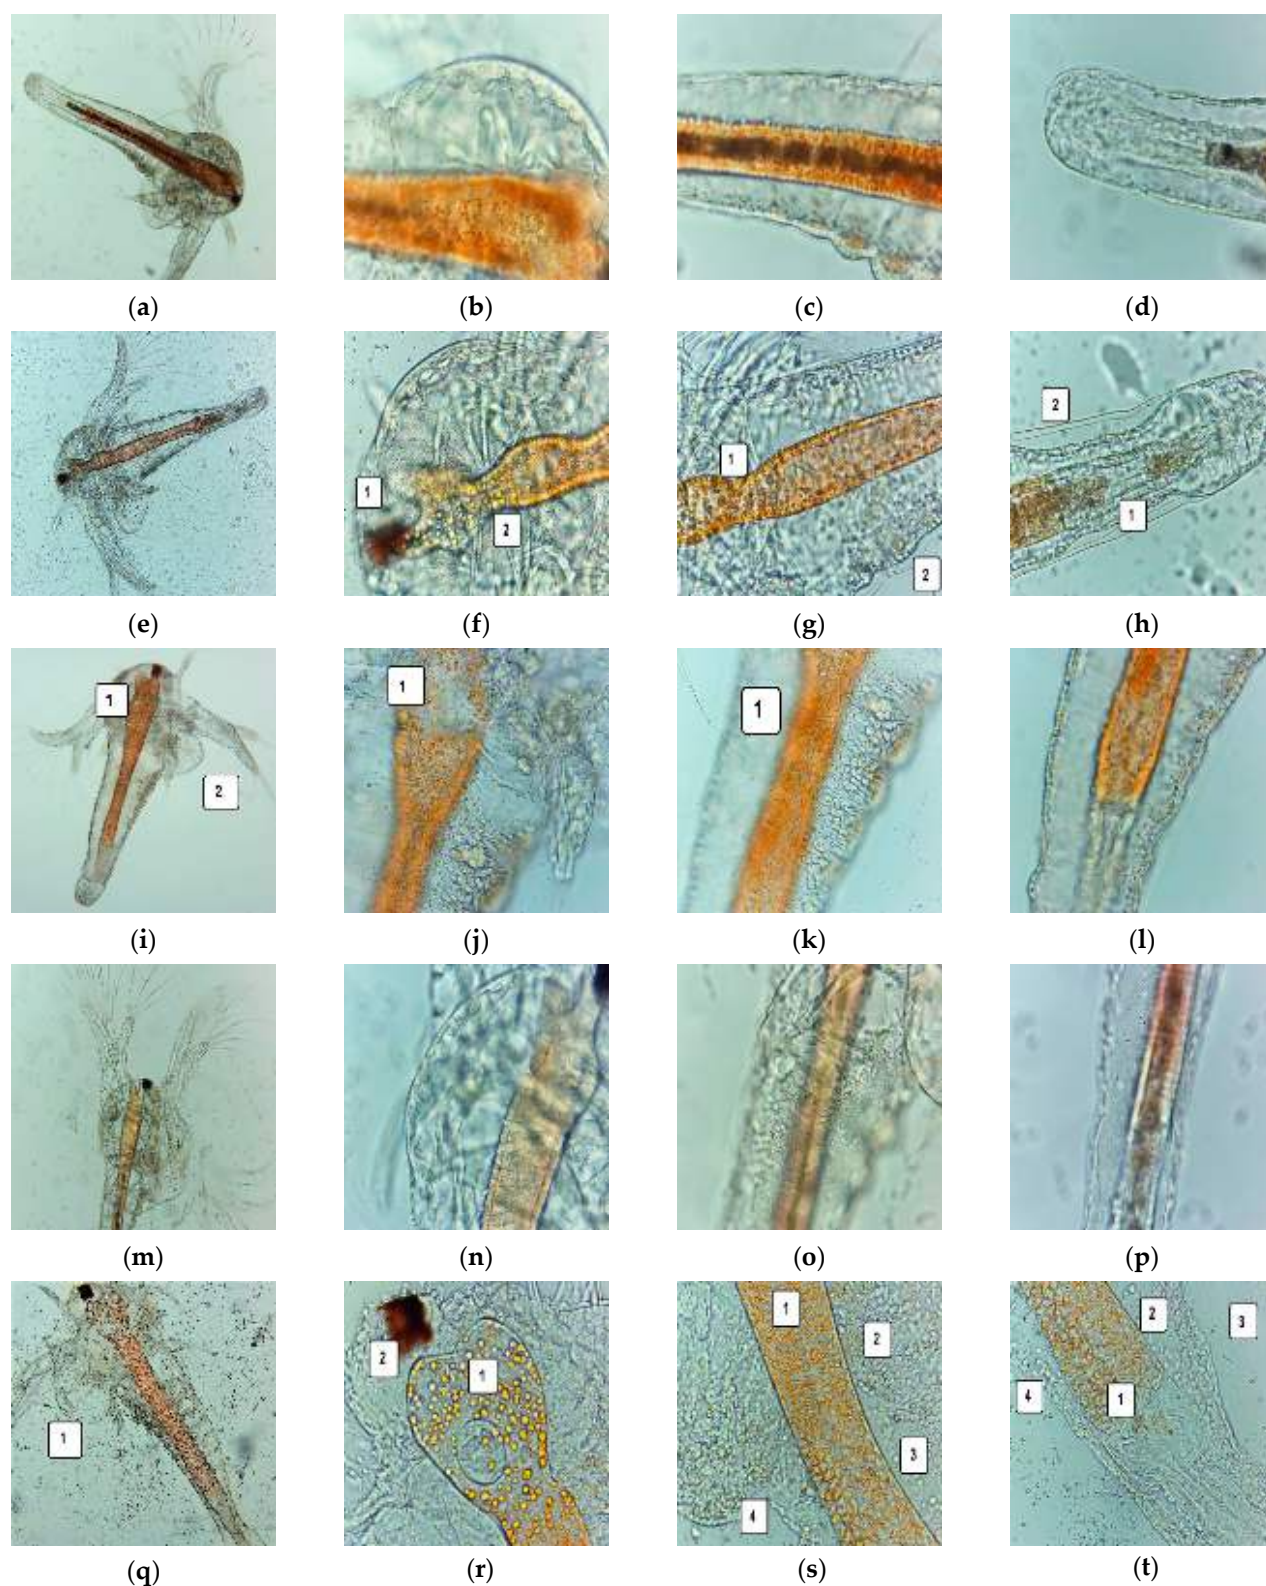 (a) (b) (c) (d)
1 2 1 2 2 1
(e) (f) (g) (h)
1 2 1 1
(i) (j) (k) (l)
(m) (n) (o) (p)
1 2 1 1 2 3 4 2 3 4 1
(q) (r) (s) (t)